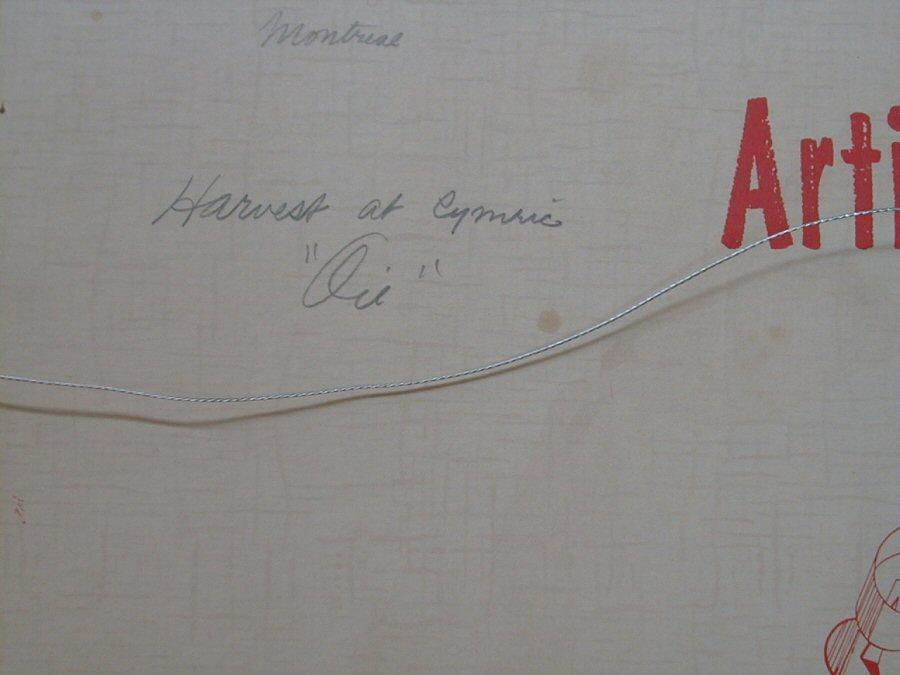 Montreal
Harvest at Cymric
"Oil"
Arti